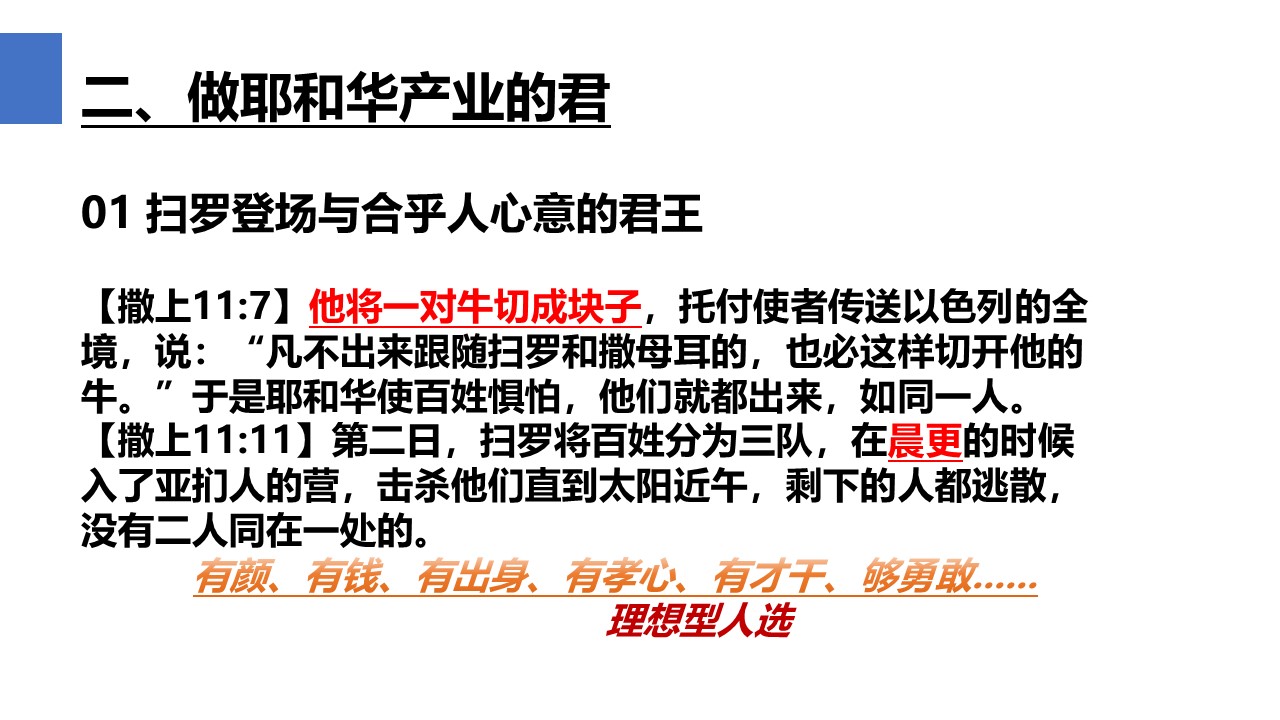 二、做耶和华产业的君
01 扫罗登场与合乎人心意的君王
【撒上11:7】他将一对牛切成块子，托付使者传送以色列的全
境，说：“凡不出来跟随扫罗和撒母耳的，也必这样切开他的
牛。”于是耶和华使百姓惧怕，他们就都出来，如同一人。
【撒上11:11】第二日，扫罗将百姓分为三队，在晨更的时候
入了亚扪人的营，击杀他们直到太阳近午，剩下的人都逃散，
没有二人同在一处的。
有颜、有钱、有出身、有孝心、有才干、够勇敢......
理想型人选